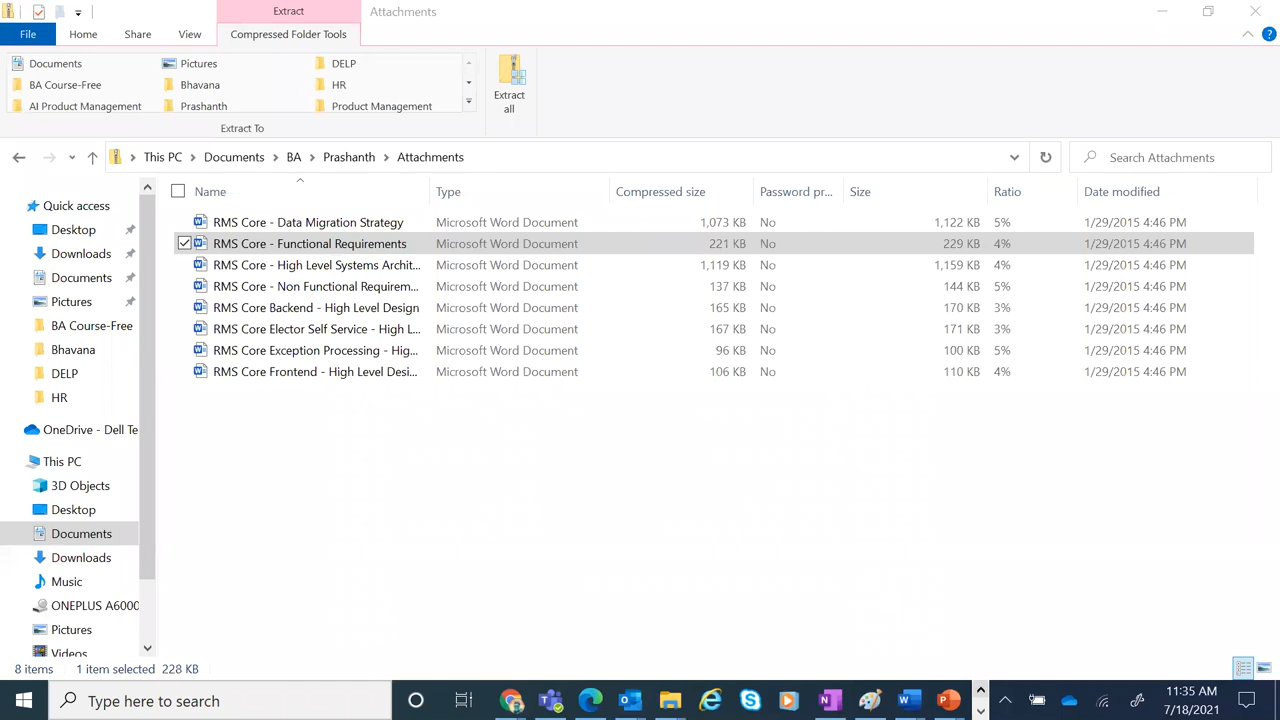 Extract
Attachments
File
Home
Share
View
Compressed Folder Tools
Documents
Pictures
DELP
BA Course-Free
Bhavana
HR
AI Product Management
Prashanth
Product Management
Extract To
Extract
all
This PC
Documents
BA
Prashanth
Attachments
Search Attachments
Name
Type
Compressed size
Password pr...
Size
Ratio
Date modified
RMS Core - Data Migration Strategy Microsoft Word Document 1,073 KB No 1,122 KB 5% 1/29/2015 4:46 PM
RMS Core - Functional Requirements Microsoft Word Document 221 KB No 229 KB 4% 1/29/2015 4:46 PM
RMS Core - High Level Systems Archit... Microsoft Word Document 1,119 KB No 1,159 KB 4% 1/29/2015 4:46 PM
RMS Core - Non Functional Requirem... Microsoft Word Document 137 KB No 144 KB 5% 1/29/2015 4:46 PM
RMS Core Backend - High Level Design Microsoft Word Document 165 KB No 170 KB 3% 1/29/2015 4:46 PM
RMS Core Elector Self Service - High L... Microsoft Word Document 167 KB No 171 KB 3% 1/29/2015 4:46 PM
RMS Core Exception Processing - Hig... Microsoft Word Document 96 KB No 100 KB 5% 1/29/2015 4:46 PM
RMS Core Frontend - High Level Desi... Microsoft Word Document 106 KB No 110 KB 4% 1/29/2015 4:46 PM
Quick access
Desktop
Downloads
Documents
Pictures
BA Course-Free
Bhavana
DELP
HR
OneDrive - Dell Te
This PC
3D Objects
Desktop
Documents
Downloads
Music
ONEPLUS A6000
Pictures
Videos
8 items 1 item selected 228 KB
Type here to search
11:35 AM
7/18/2021